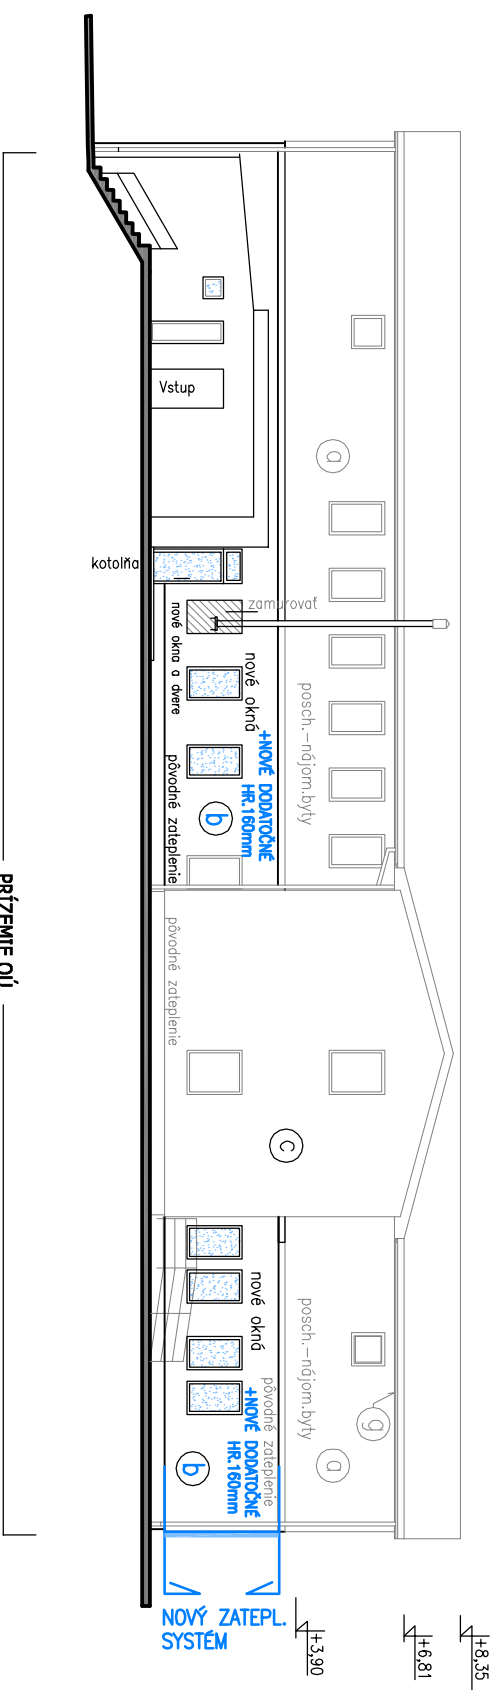 +8,35
+6,81
+3,90
a
posch.-nájom.byty
posch.-nájom.byty
g
a
Vstup
kotolňa
zamurovať
nové okna a dvere
nové okná
+NOVÉ DODATOČNÉ
HR.160mm
b
pôvodné zateplenie
pôvodné zateplenie
c
nové okná
pôvodné zateplenie
+NOVÉ DODATOČNÉ
HR.160mm
b
NOVÝ ZATEPL.
SYSTÉM
PRÍZEMIE OÚ